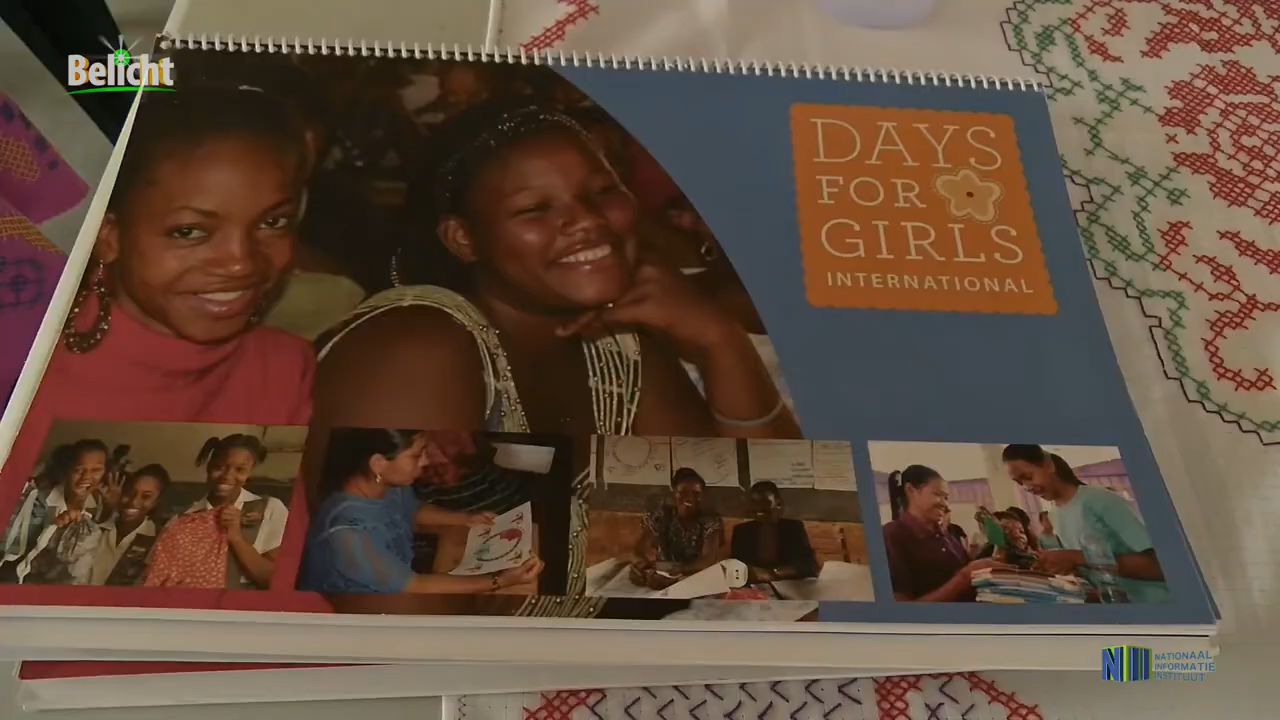 Belicht
DAYS
FOR
GIRLS
INTERNATIONAL
NATIONAAL
INFORMATIE
INSTITUUT